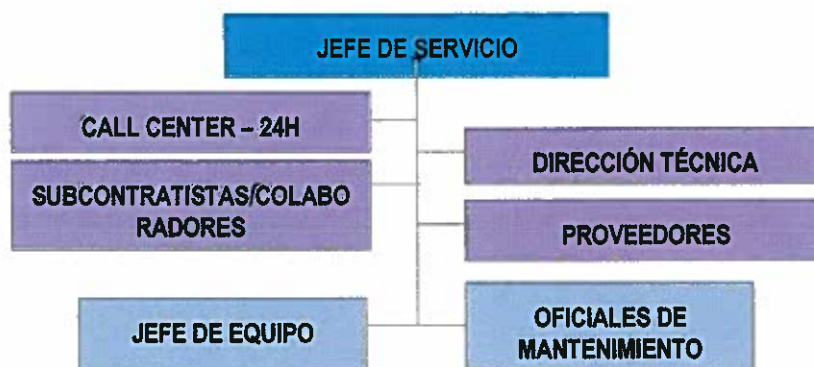 JEFE DE SERVICIO
CALL CENTER – 24H
DIRECCIÓN TÉCNICA
SUBCONTRATISTAS/COLABO
RADORES
PROVEEDORES
JEFE DE EQUIPO
OFICIALES DE
MANTENIMIENTO